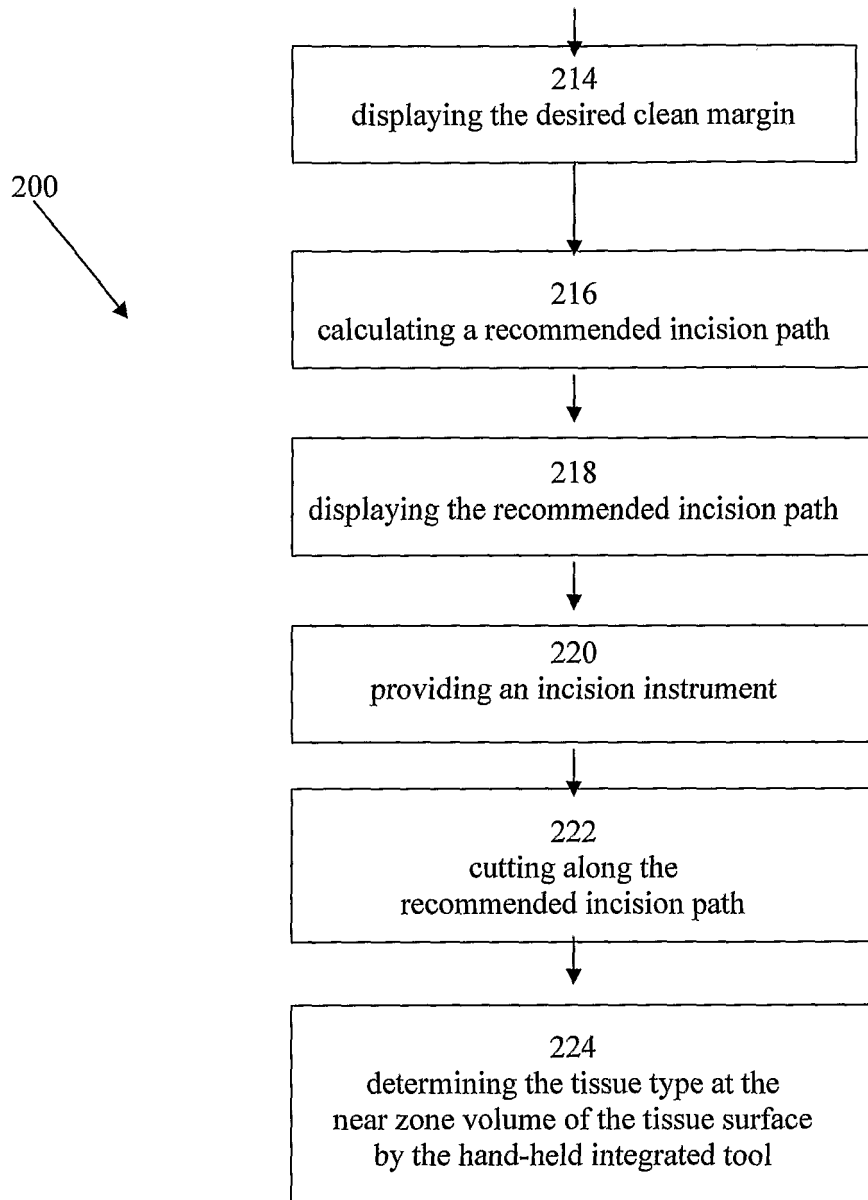 214
displaying the desired clean margin
200
216
calculating a recommended incision path
218
displaying the recommended incision path
220
providing an incision instrument
222
cutting along the
recommended incision path
224
determining the tissue type at the
near zone volume of the tissue surface
by the hand-held integrated tool